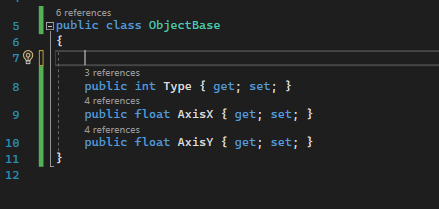 6 references
5 public class ObjectBase
6 {
7
3 references
8 public int Type { get; set; }
4 references
9 public float AxisX { get; set; }
4 references
10 public float AxisY { get; set; }
11 }
12